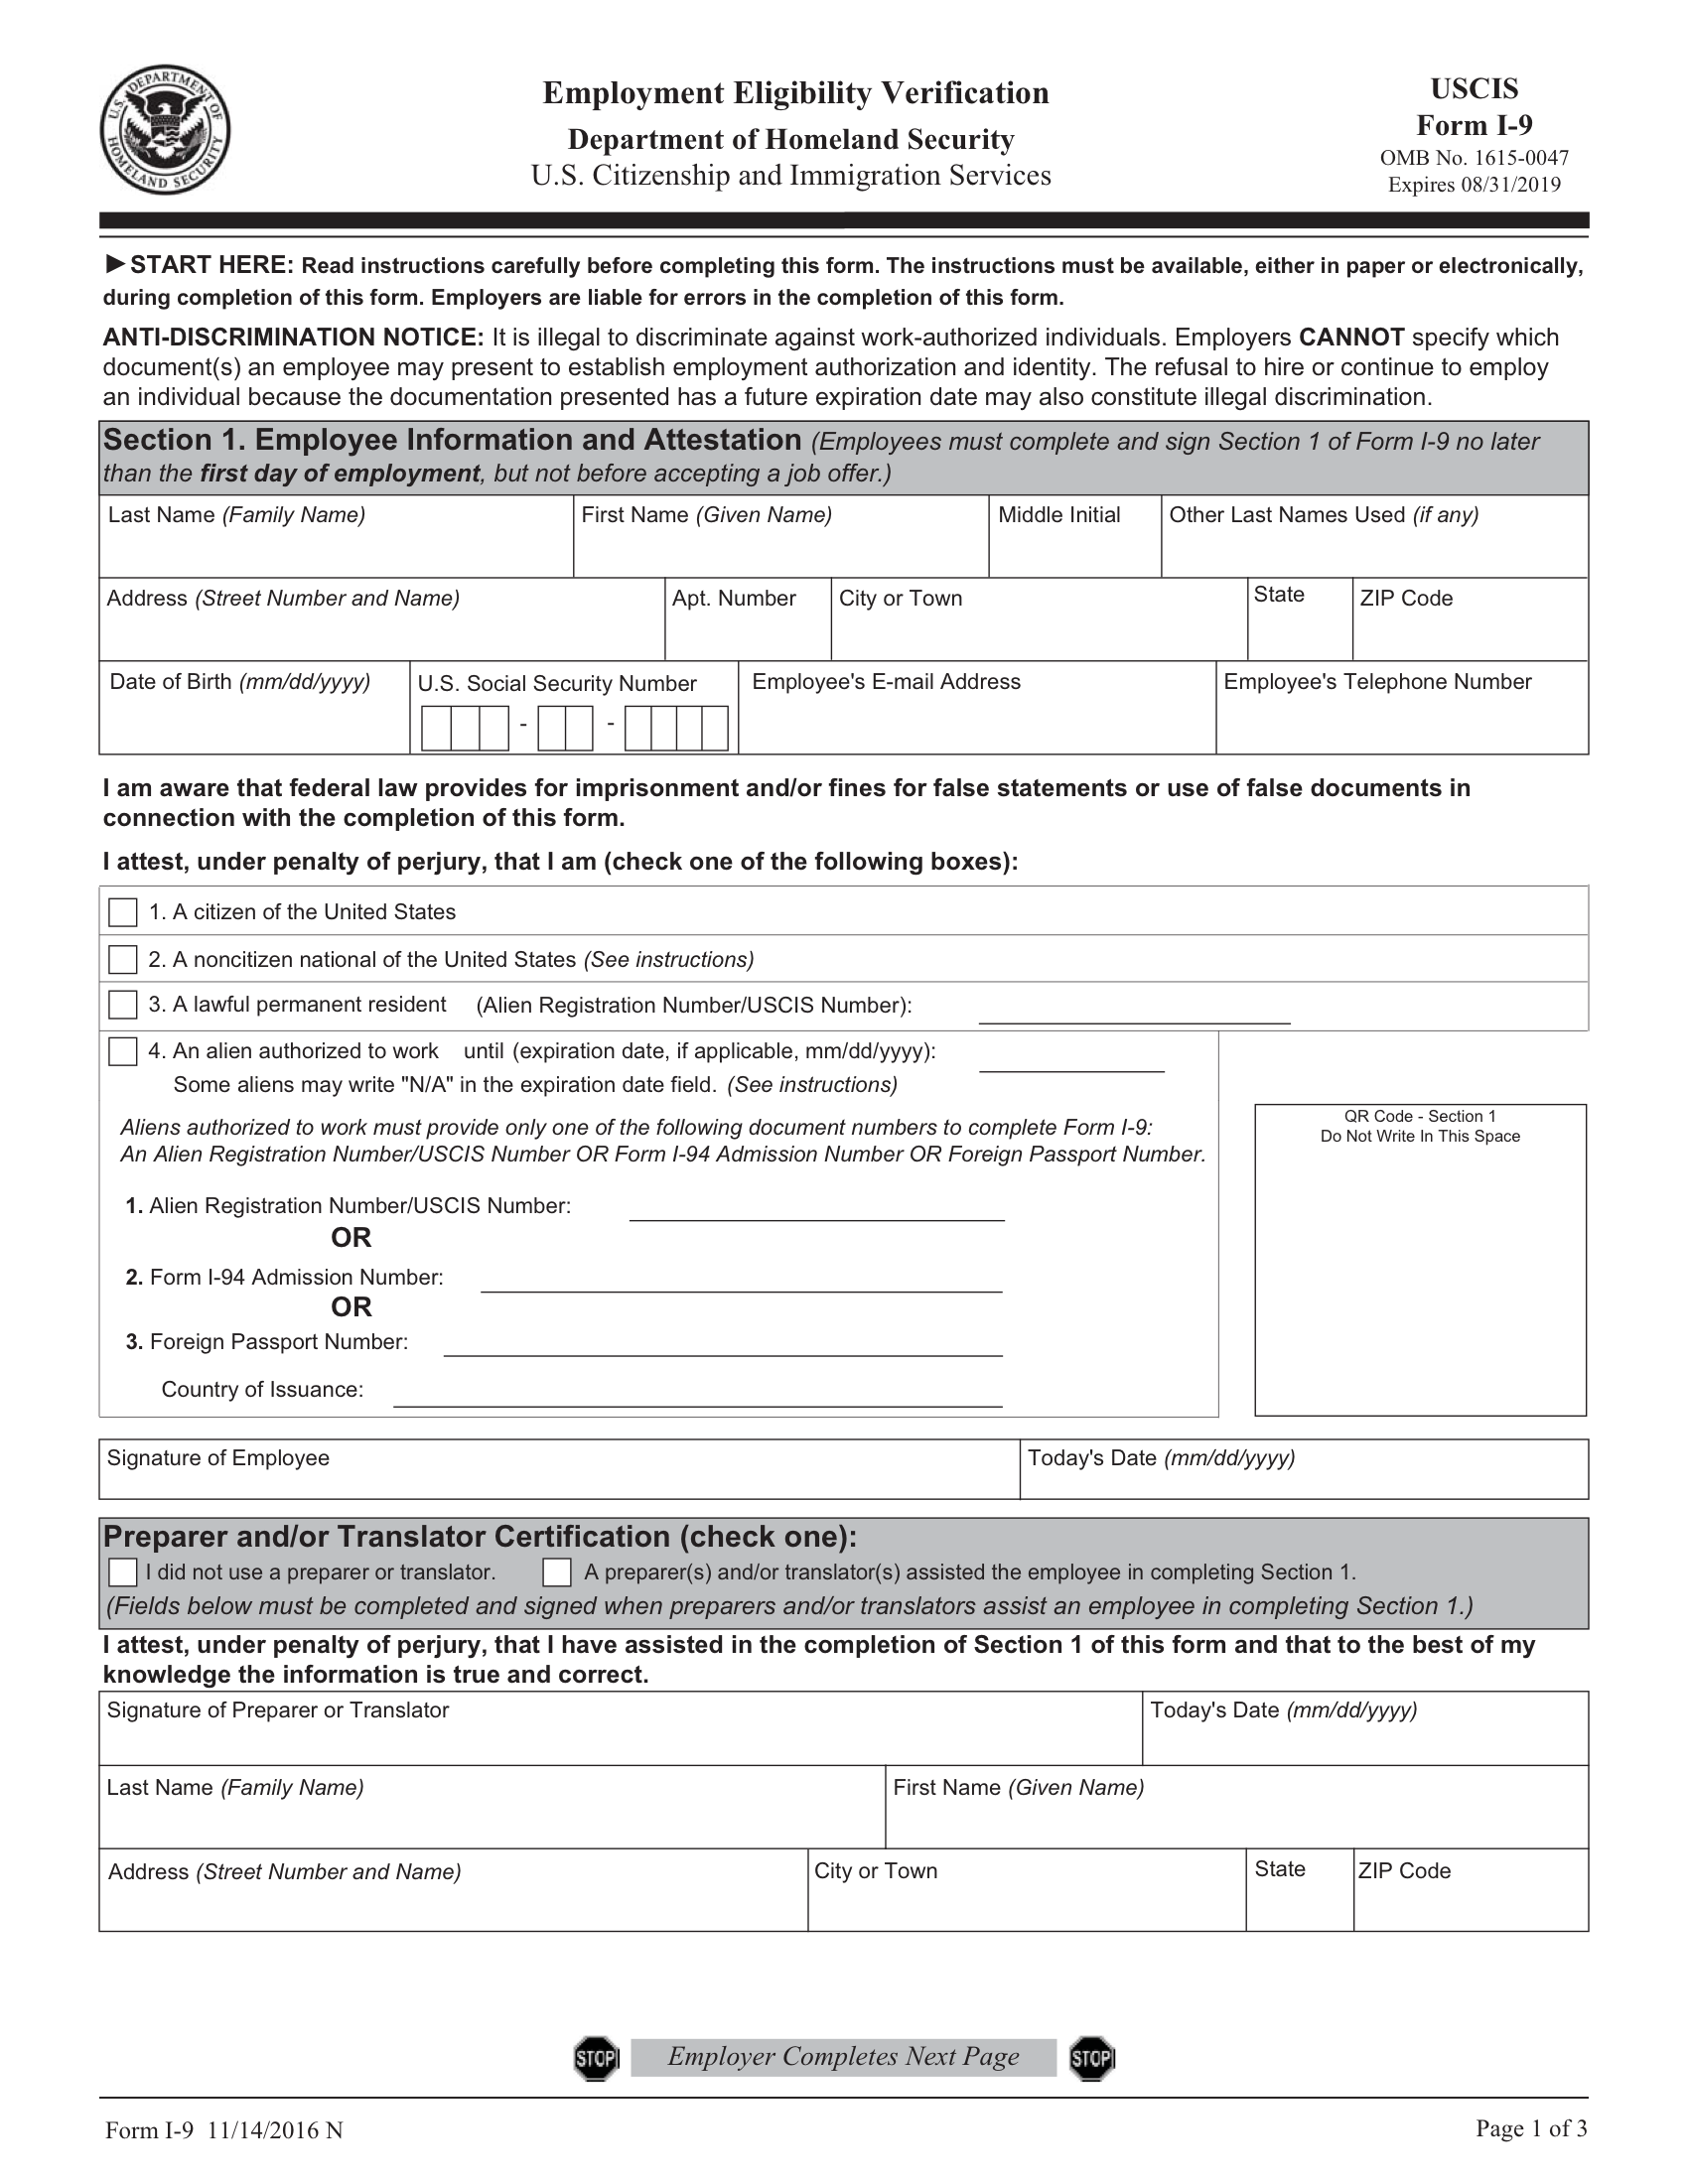 U.S. DEPARTMENT OF HOMELAND SECURITY
Employment Eligibility Verification
Department of Homeland Security
U.S. Citizenship and Immigration Services
USCIS
Form I-9
OMB No. 1615-0047
Expires 08/31/2019
►START HERE: Read instructions carefully before completing this form. The instructions must be available, either in paper or electronically,
during completion of this form. Employers are liable for errors in the completion of this form.
ANTI-DISCRIMINATION NOTICE: It is illegal to discriminate against work-authorized individuals. Employers CANNOT specify which
document(s) an employee may present to establish employment authorization and identity. The refusal to hire or continue to employ
an individual because the documentation presented has a future expiration date may also constitute illegal discrimination.
Section 1. Employee Information and Attestation (Employees must complete and sign Section 1 of Form I-9 no later
than the first day of employment, but not before accepting a job offer.)
Last Name (Family Name) First Name (Given Name) Middle Initial Other Last Names Used (if any)
Address (Street Number and Name) Apt. Number City or Town State ZIP Code
Date of Birth (mm/dd/yyyy) U.S. Social Security Number Employee's E-mail Address Employee's Telephone Number
- -
I am aware that federal law provides for imprisonment and/or fines for false statements or use of false documents in
connection with the completion of this form.
I attest, under penalty of perjury, that I am (check one of the following boxes):
1. A citizen of the United States
2. A noncitizen national of the United States (See instructions)
3. A lawful permanent resident (Alien Registration Number/USCIS Number):
4. An alien authorized to work until (expiration date, if applicable, mm/dd/yyyy):
Some aliens may write "N/A" in the expiration date field. (See instructions)
Aliens authorized to work must provide only one of the following document numbers to complete Form I-9:
An Alien Registration Number/USCIS Number OR Form I-94 Admission Number OR Foreign Passport Number.
1. Alien Registration Number/USCIS Number:
OR
2. Form I-94 Admission Number:
OR
3. Foreign Passport Number:
Country of Issuance:
QR Code - Section 1
Do Not Write In This Space
Signature of Employee Today's Date (mm/dd/yyyy)
Preparer and/or Translator Certification (check one):
I did not use a preparer or translator. A preparer(s) and/or translator(s) assisted the employee in completing Section 1.
(Fields below must be completed and signed when preparers and/or translators assist an employee in completing Section 1.)
I attest, under penalty of perjury, that I have assisted in the completion of Section 1 of this form and that to the best of my
knowledge the information is true and correct.
Signature of Preparer or Translator Today's Date (mm/dd/yyyy)
Last Name (Family Name) First Name (Given Name)
Address (Street Number and Name) City or Town State ZIP Code
STOP Employer Completes Next Page STOP
Form I-9 11/14/2016 N Page 1 of 3